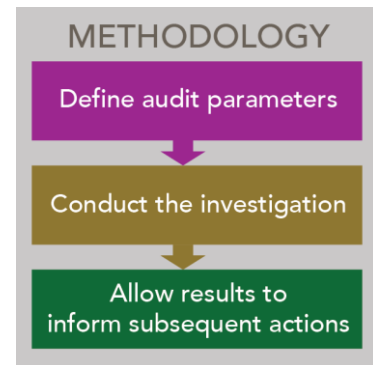 METHODOLOGY
Define audit parameters
Conduct the investigation
Allow results to
inform subsequent actions